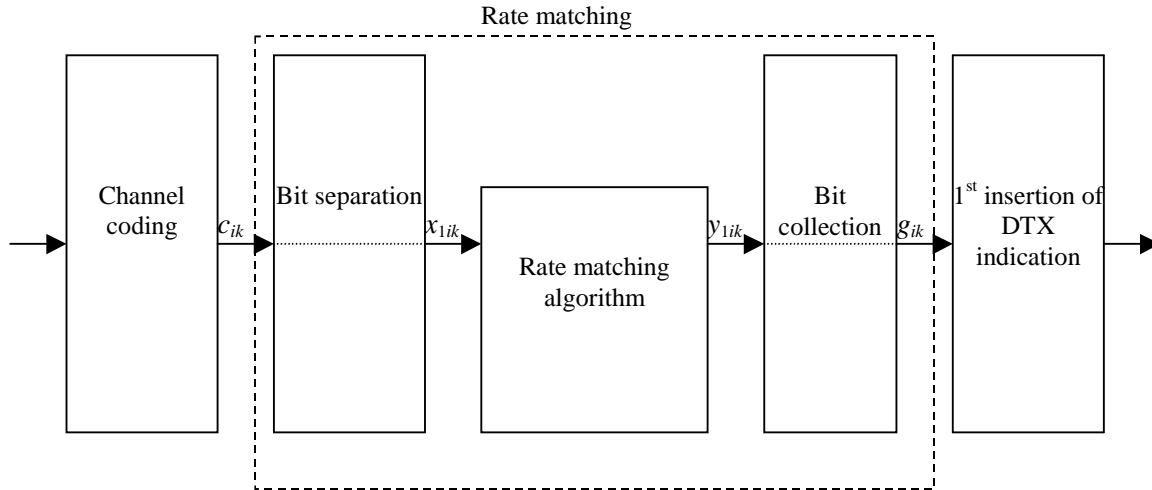 Rate matching
Channel
coding
c_ik
Bit separation
x_1ik
Rate matching
algorithm
y_1ik
Bit
collection
g_ik
1st insertion of
DTX
indication